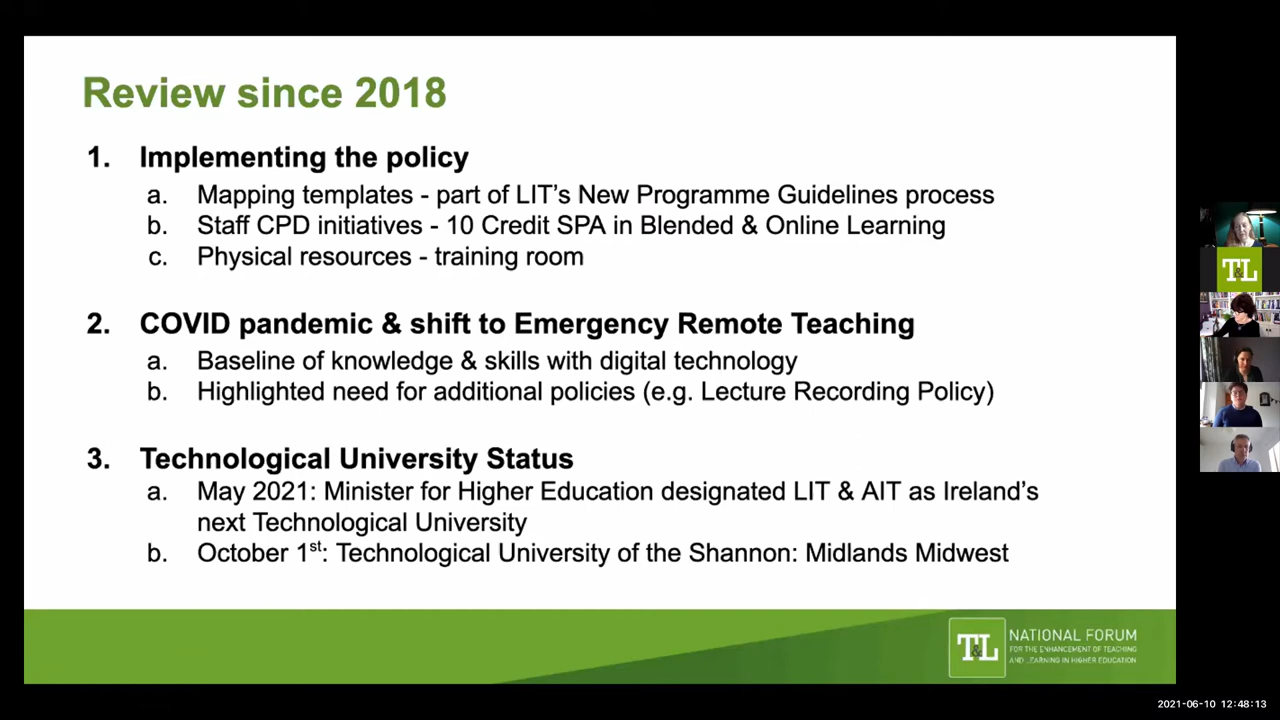 Review since 2018
1. Implementing the policy
a. Mapping templates - part of LIT's New Programme Guidelines process
b. Staff CPD initiatives - 10 Credit SPA in Blended & Online Learning
c. Physical resources - training room
2. COVID pandemic & shift to Emergency Remote Teaching
a. Baseline of knowledge & skills with digital technology
b. Highlighted need for additional policies (e.g. Lecture Recording Policy)
3. Technological University Status
a. May 2021: Minister for Higher Education designated LIT & AIT as Ireland's
next Technological University
b. October 1st: Technological University of the Shannon: Midlands Midwest
T&L
T&L
NATIONAL FORUM
FOR THE ENHANCEMENT OF TEACHING
AND LEARNING IN HIGHER EDUCATION
2021-06-10 12:48:13